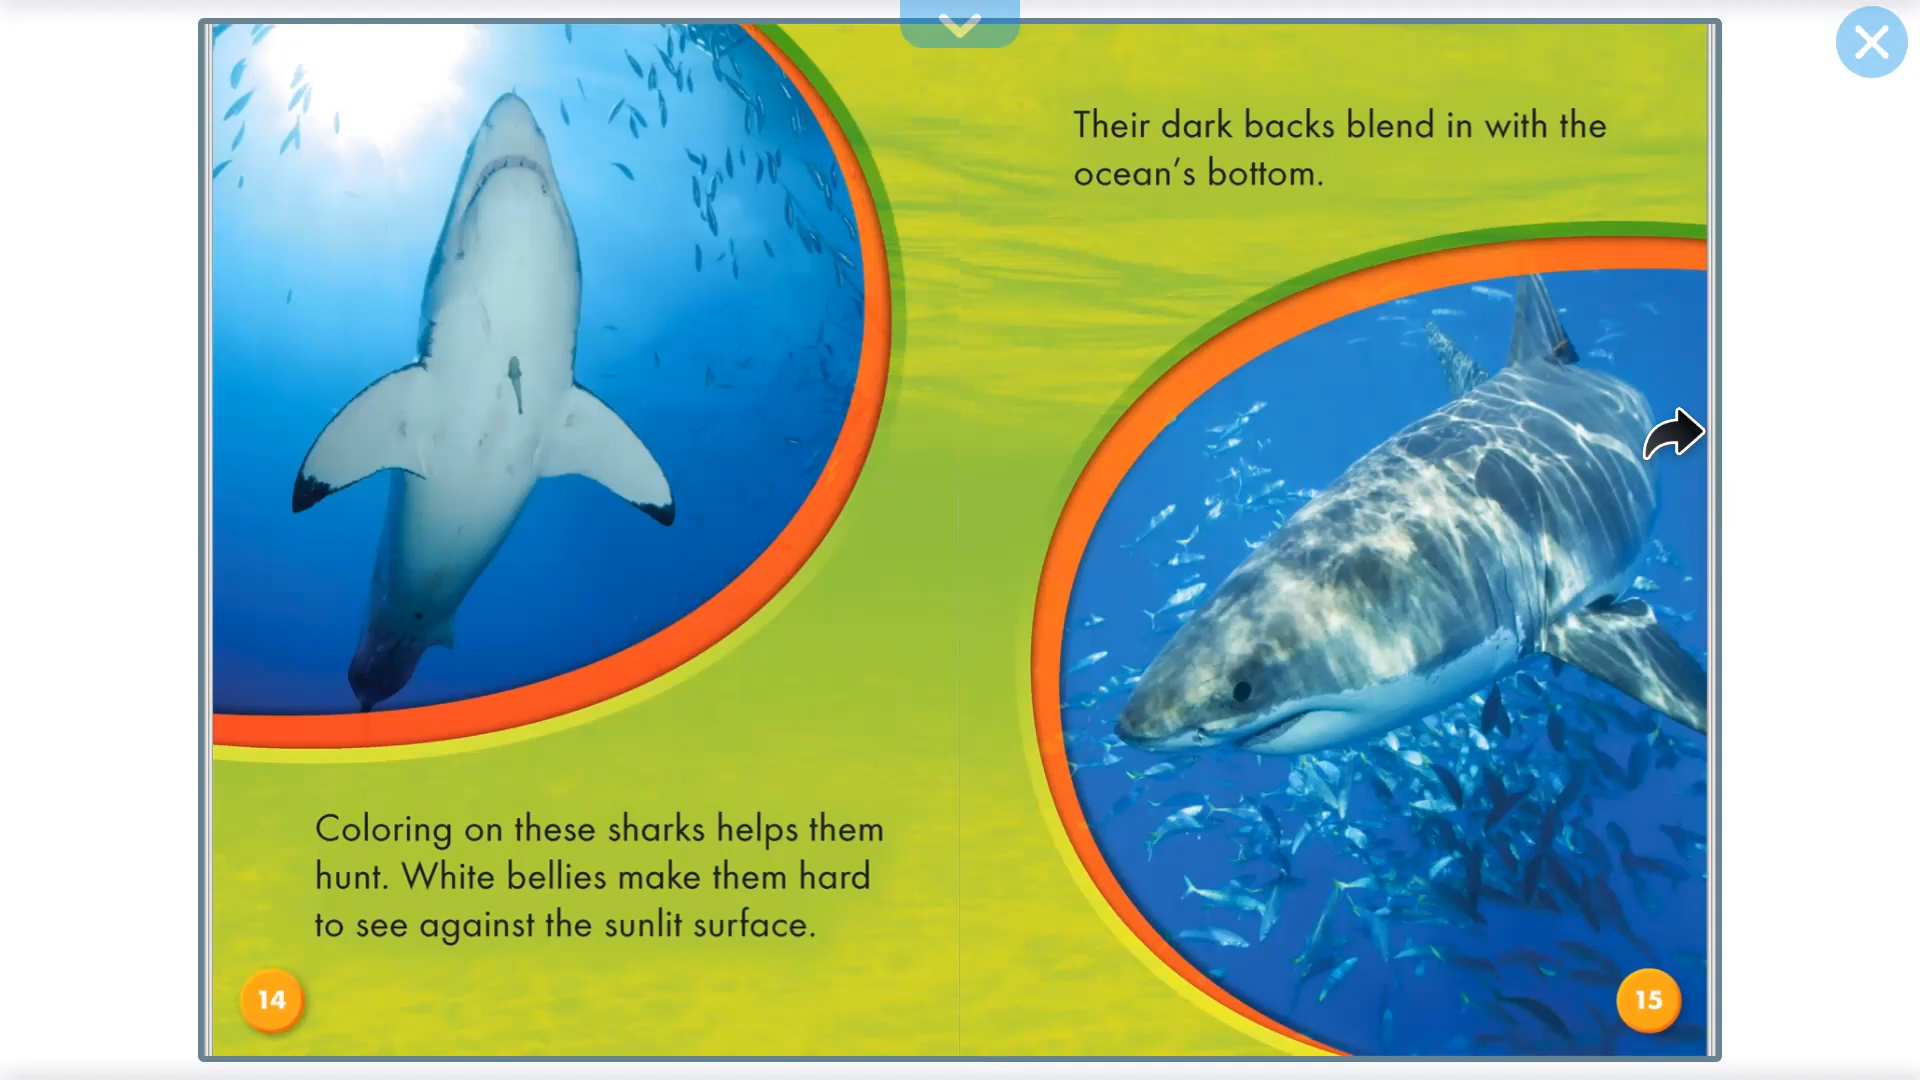 Coloring on these sharks helps them
hunt. White bellies make them hard
to see against the sunlit surface.
14
Their dark backs blend in with the
ocean's bottom.
15